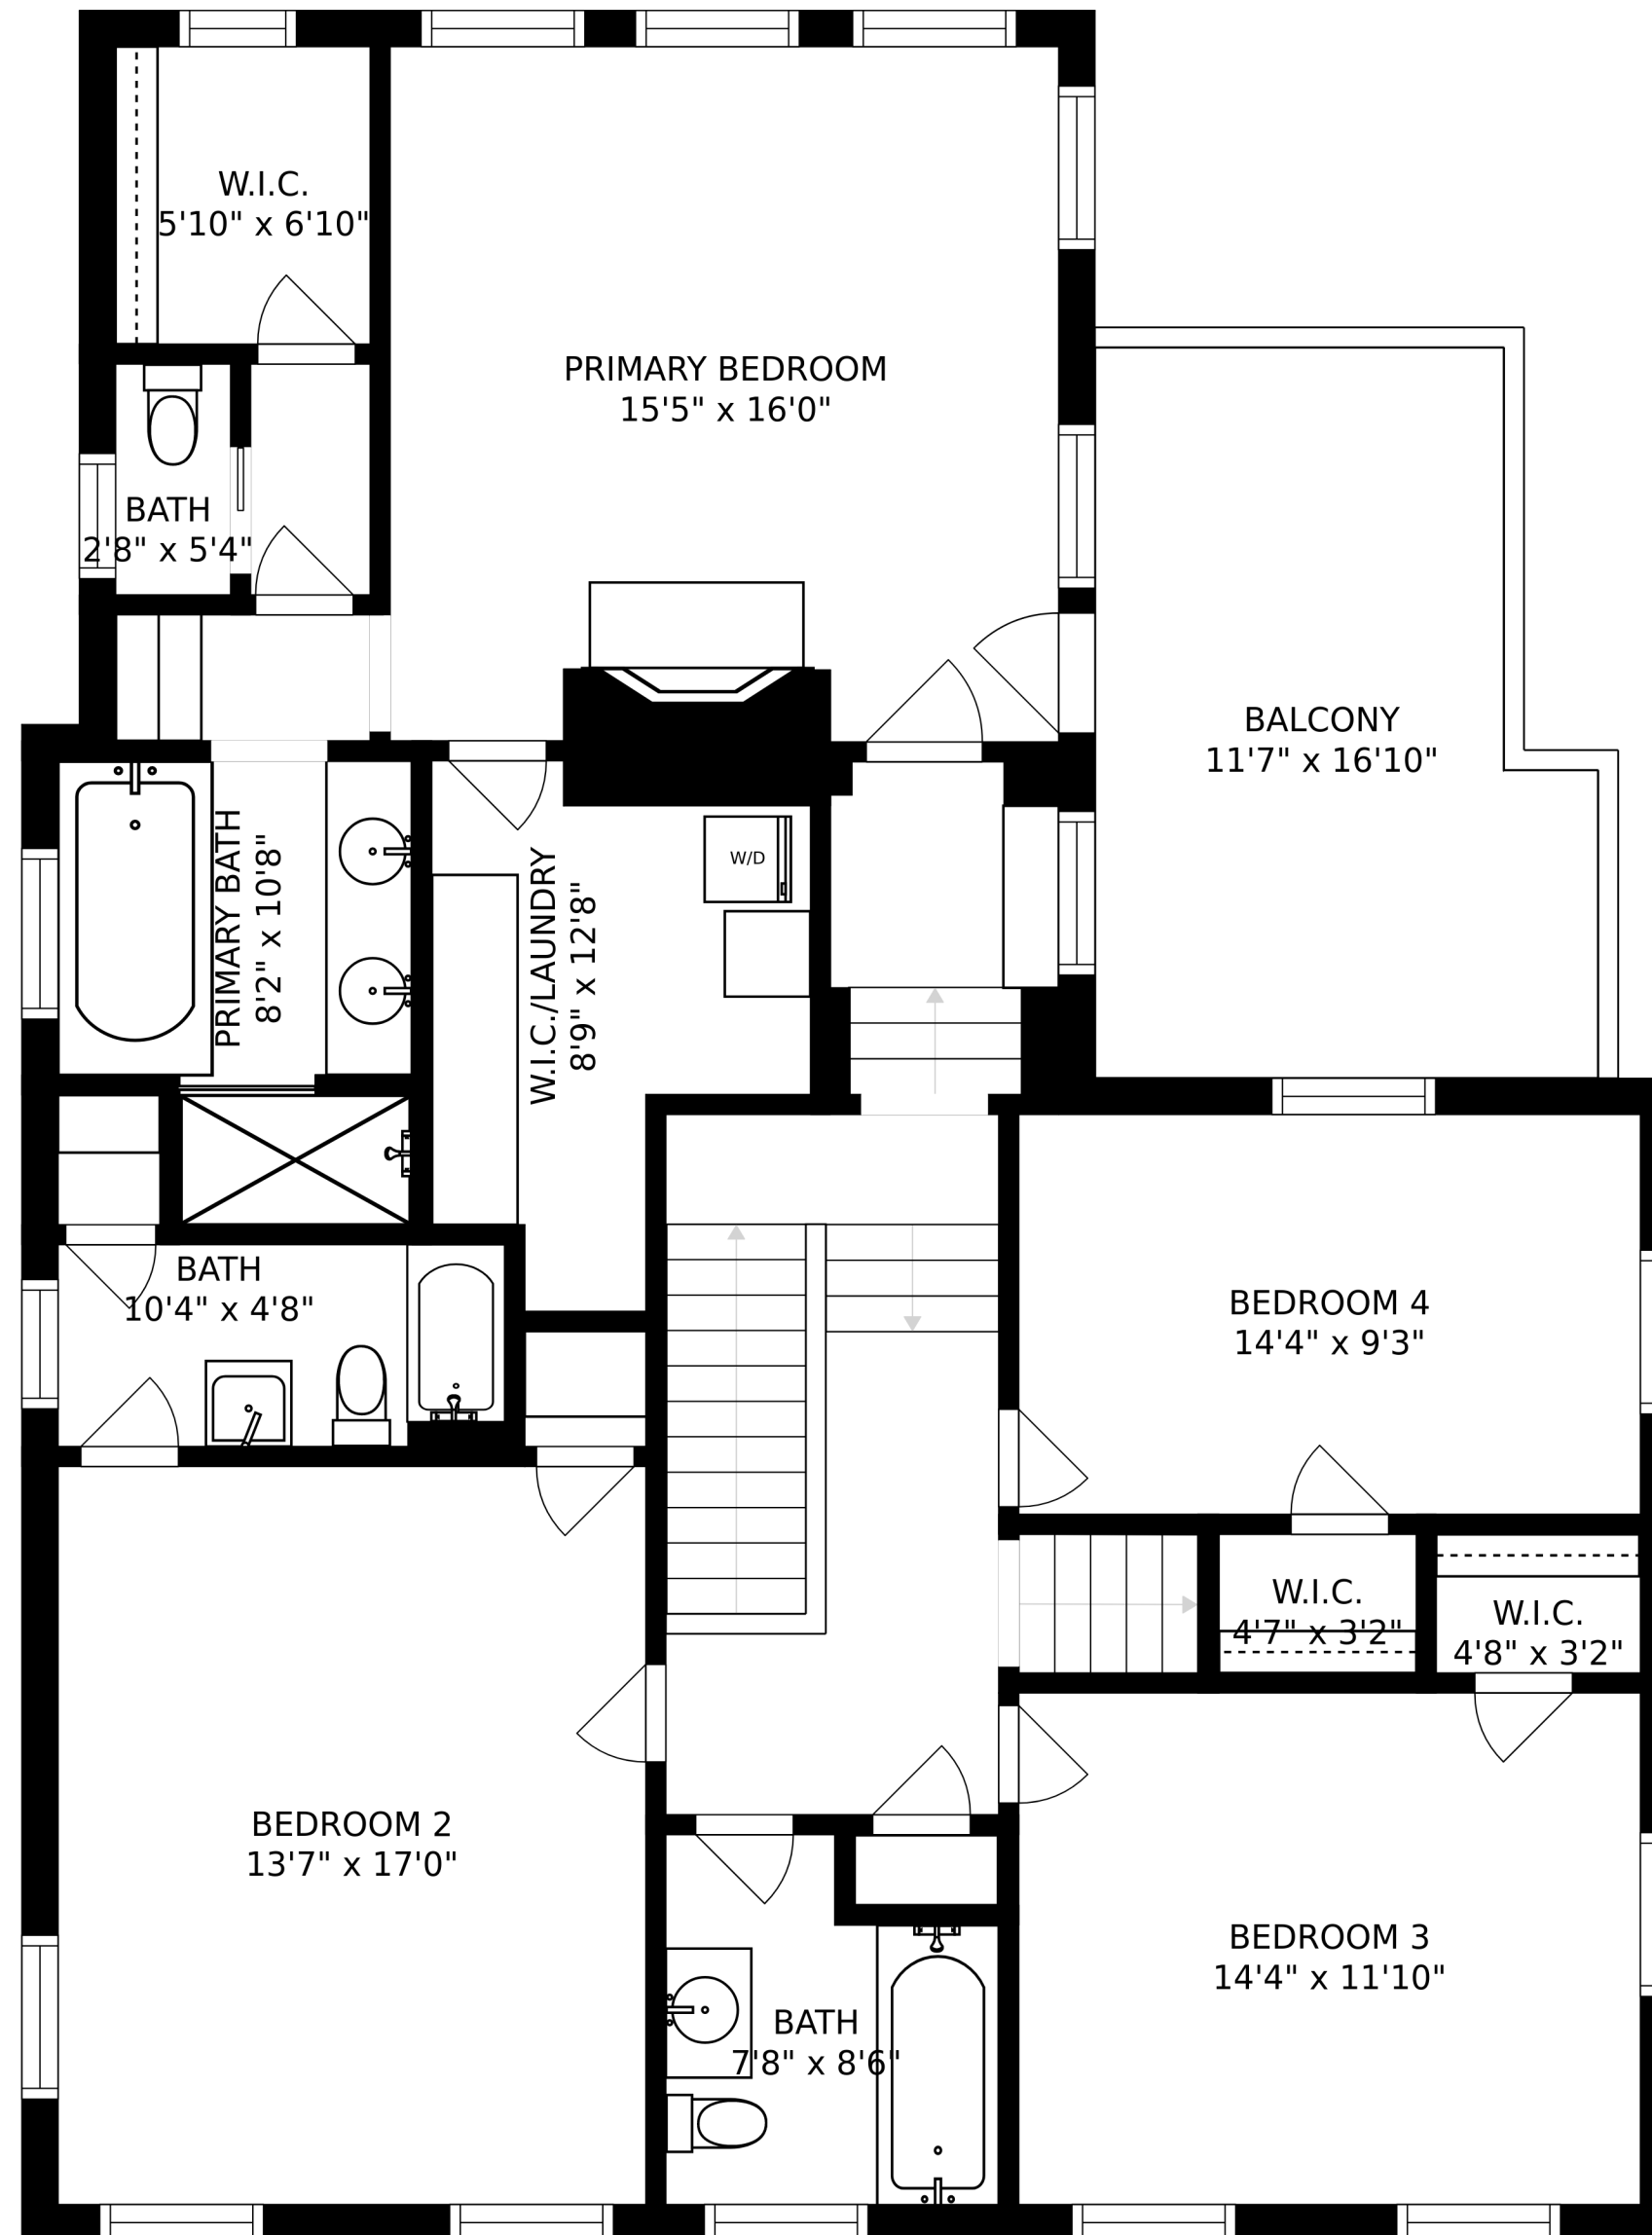 W.I.C.
5'10" x 6'10"
PRIMARY BEDROOM
15'5" x 16'0"
BATH
2'8" x 5'4"
BALCONY
11'7" x 16'10"
PRIMARY BATH
8'2" x 10'8"
W.I.C./LAUNDRY
8'9" x 12'8"
W/D
BATH
10'4" x 4'8"
BEDROOM 4
14'4" x 9'3"
W.I.C.
4'7" x 3'2"
W.I.C.
4'8" x 3'2"
BEDROOM 2
13'7" x 17'0"
BEDROOM 3
14'4" x 11'10"
BATH
7'8" x 8'6"